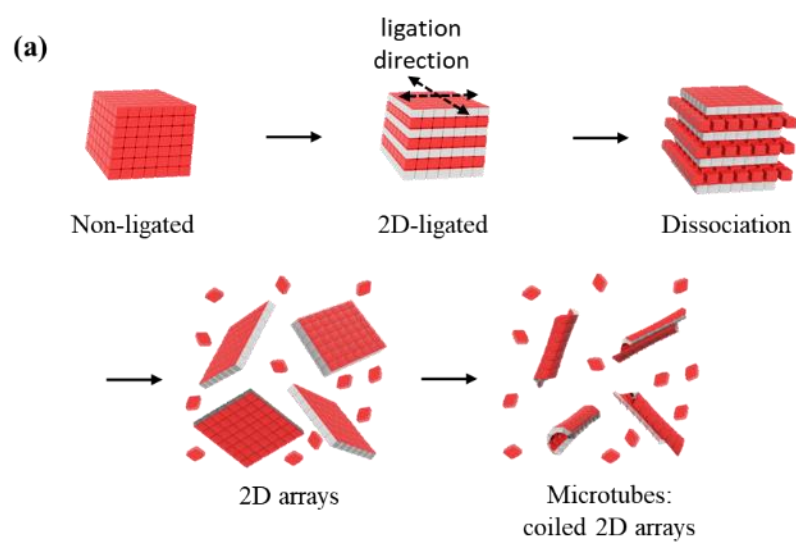 (a)
ligation
direction
Non-ligated
2D-ligated
Dissociation
2D arrays
Microtubes:
coiled 2D arrays